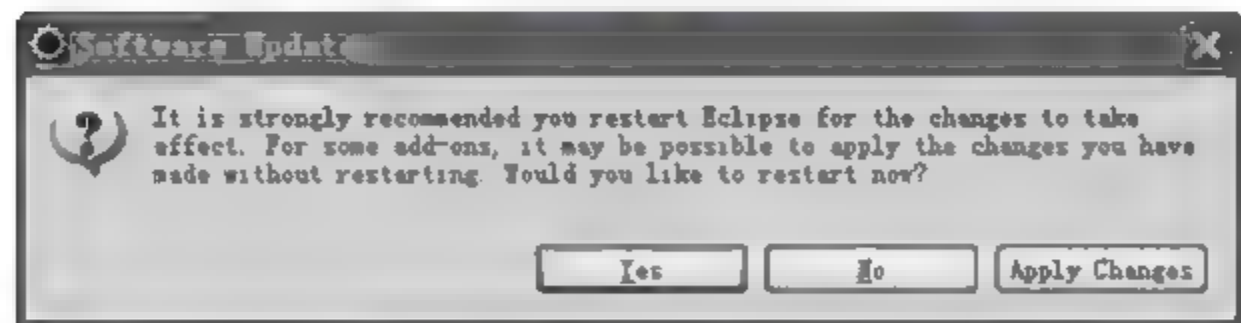 Software Updates
It is strongly recommended you restart Eclipse for the changes to take
effect. For some add-ons, it may be possible to apply the changes you have
made without restarting. Would you like to restart now?
Yes No Apply Changes